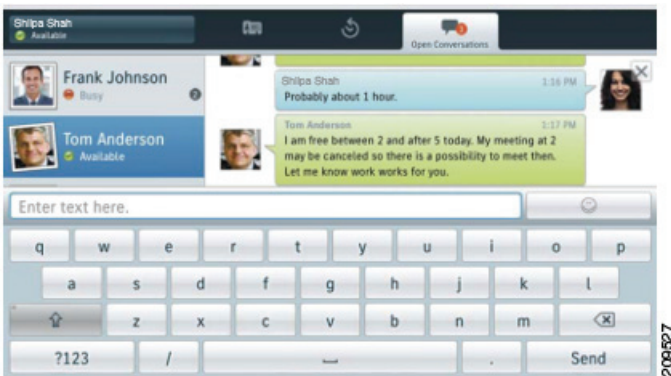 Shilpa Shah
Available
Open Conversations
Frank Johnson
Busy
2
Tom Anderson
Available
Shilpa Shah 1:16 PM
Probably about 1 hour.
Tom Anderson 1:17 PM
I am free between 2 and after 5 today. My meeting at 2
may be canceled so there is a possibility to meet then.
Let me know work works for you.
Enter text here.
q w e r t y u i o p
a s d f g h j k l
z x c v b n m
?123 / . Send
209527